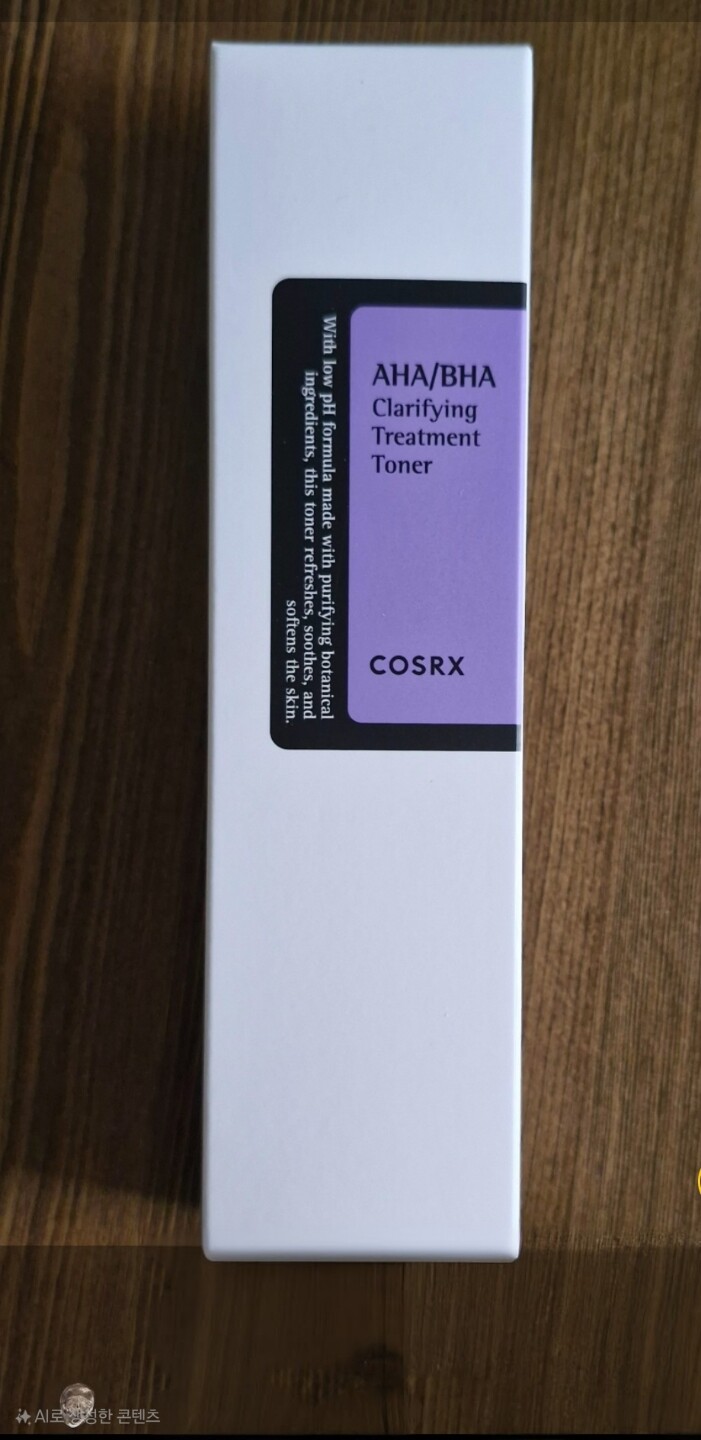 AHA/BHA
Clarifying
Treatment
Toner
COSRX
With low pH formula made with purifying botanical
ingredients, this toner refreshes, soothes, and
softens the skin.
콘텐츠